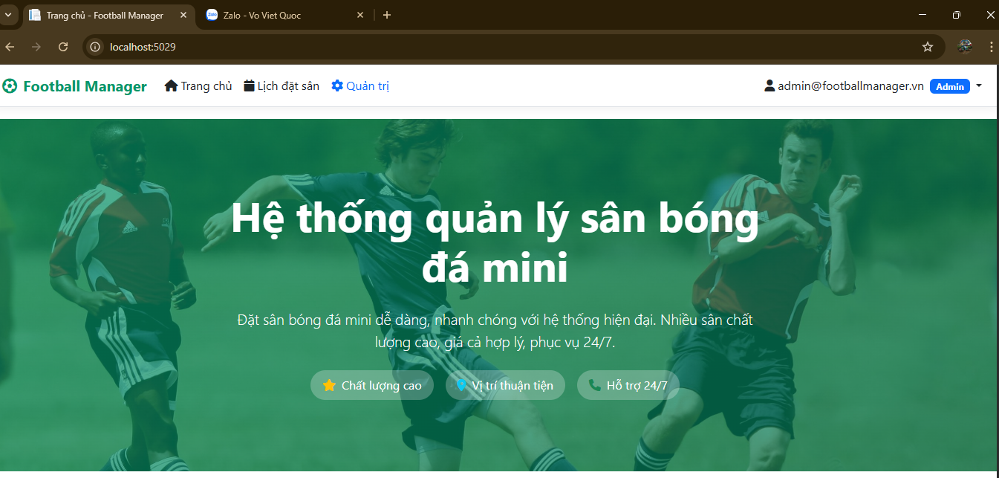 Trang chủ - Football Manager
Zalo - Vo Viet Quoc
localhost:5029
Football Manager Trang chủ Lịch đặt sân Quản trị admin@footballmanager.vn Admin
Hệ thống quản lý sân bóng
đá mini
Đặt sân bóng đá mini dễ dàng, nhanh chóng với hệ thống hiện đại. Nhiều sân chất
lượng cao, giá cả hợp lý, phục vụ 24/7.
Chất lượng cao Vị trí thuận tiện Hỗ trợ 24/7